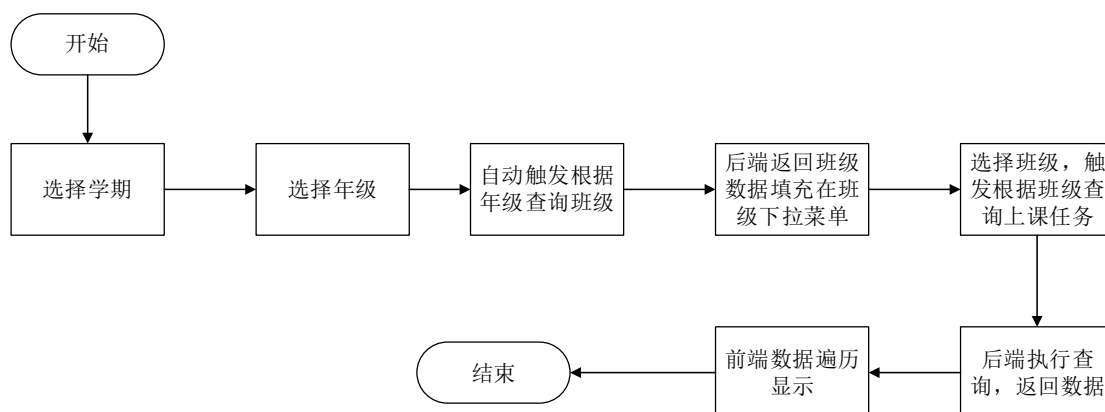 开始
选择学期
选择年级
自动触发根据
年级查询班级
后端返回班级
数据填充在班
级下拉菜单
选择班级，触
发根据班级查
询上课任务
后端执行查
询，返回数据
前端数据遍历
显示
结束